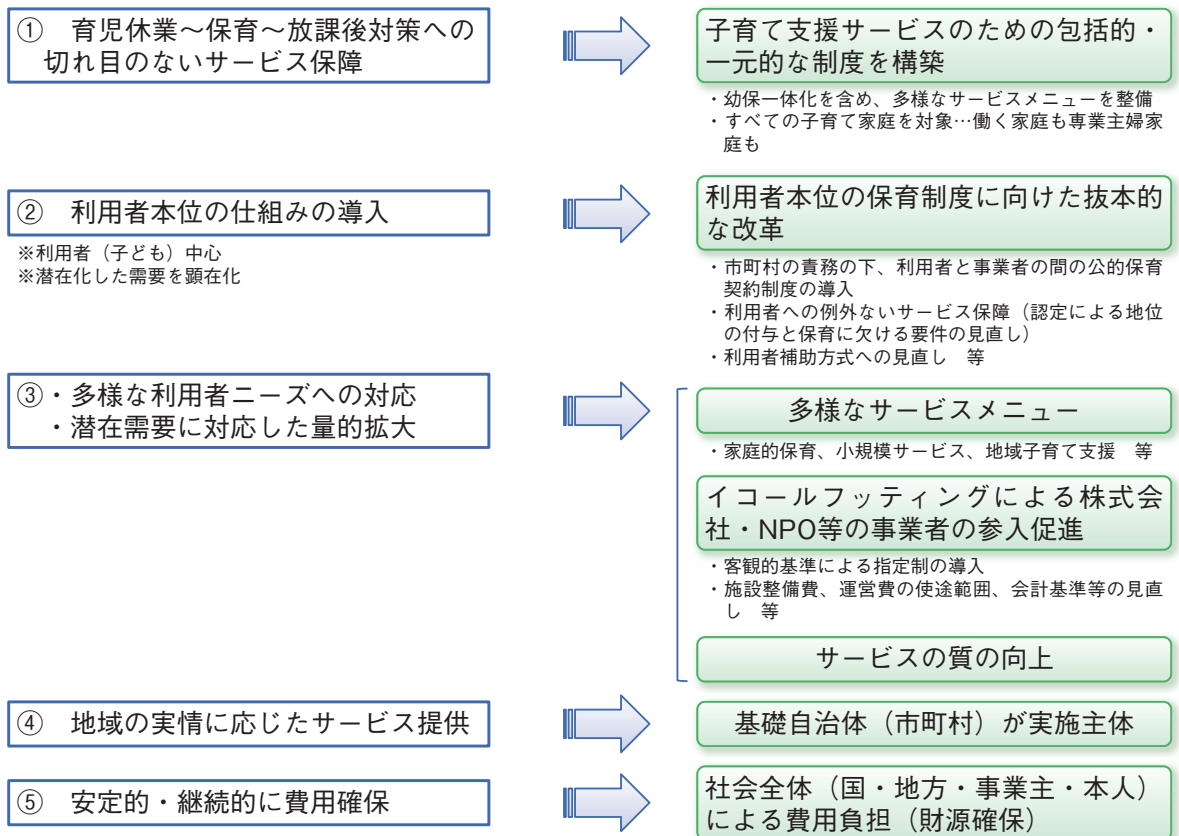 ① 育児休業～保育～放課後対策への
切れ目のないサービス保障
子育て支援サービスのための包括的・
一元的な制度を構築
・幼保一体化を含め、多様なサービスメニューを整備
・すべての子育て家庭を対象…働く家庭も専業主婦家
庭も
② 利用者本位の仕組みの導入
※利用者（子ども）中心
※潜在化した需要を顕在化
利用者本位の保育制度に向けた抜本的
な改革
・市町村の責務の下、利用者と事業者の間の公的保育
契約制度の導入
・利用者への例外ないサービス保障（認定による地位
の付与と保育に欠ける要件の見直し）
・利用者補助方式への見直し 等
③・多様な利用者ニーズへの対応
・潜在需要に対応した量的拡大
多様なサービスメニュー
・家庭的保育、小規模サービス、地域子育て支援 等
イコールフッティングによる株式会
社・NPO等の事業者の参入促進
・客観的基準による指定制の導入
・施設整備費、運営費の使途範囲、会計基準等の見直
し 等
サービスの質の向上
④ 地域の実情に応じたサービス提供
基礎自治体（市町村）が実施主体
⑤ 安定的・継続的に費用確保
社会全体（国・地方・事業主・本人）
による費用負担（財源確保）